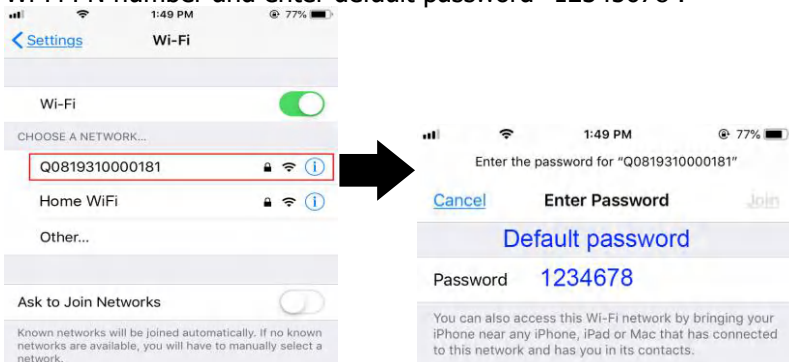 number and enter default password "12345678".
1:49 PM 77%
Settings Wi-Fi
Wi-Fi
CHOOSE A NETWORK...
Q0819310000181
Home WiFi
Other...
Ask to Join Networks
Known networks will be joined automatically. If no known
networks are available, you will have to manually select a
network.
1:49 PM 77%
Enter the password for “Q0819310000181”
Cancel Enter Password Join
Default password
Password 1234678
You can also access this Wi-Fi network by bringing your
iPhone near any iPhone, iPad or Mac that has connected
to this network and has you in its contacts.